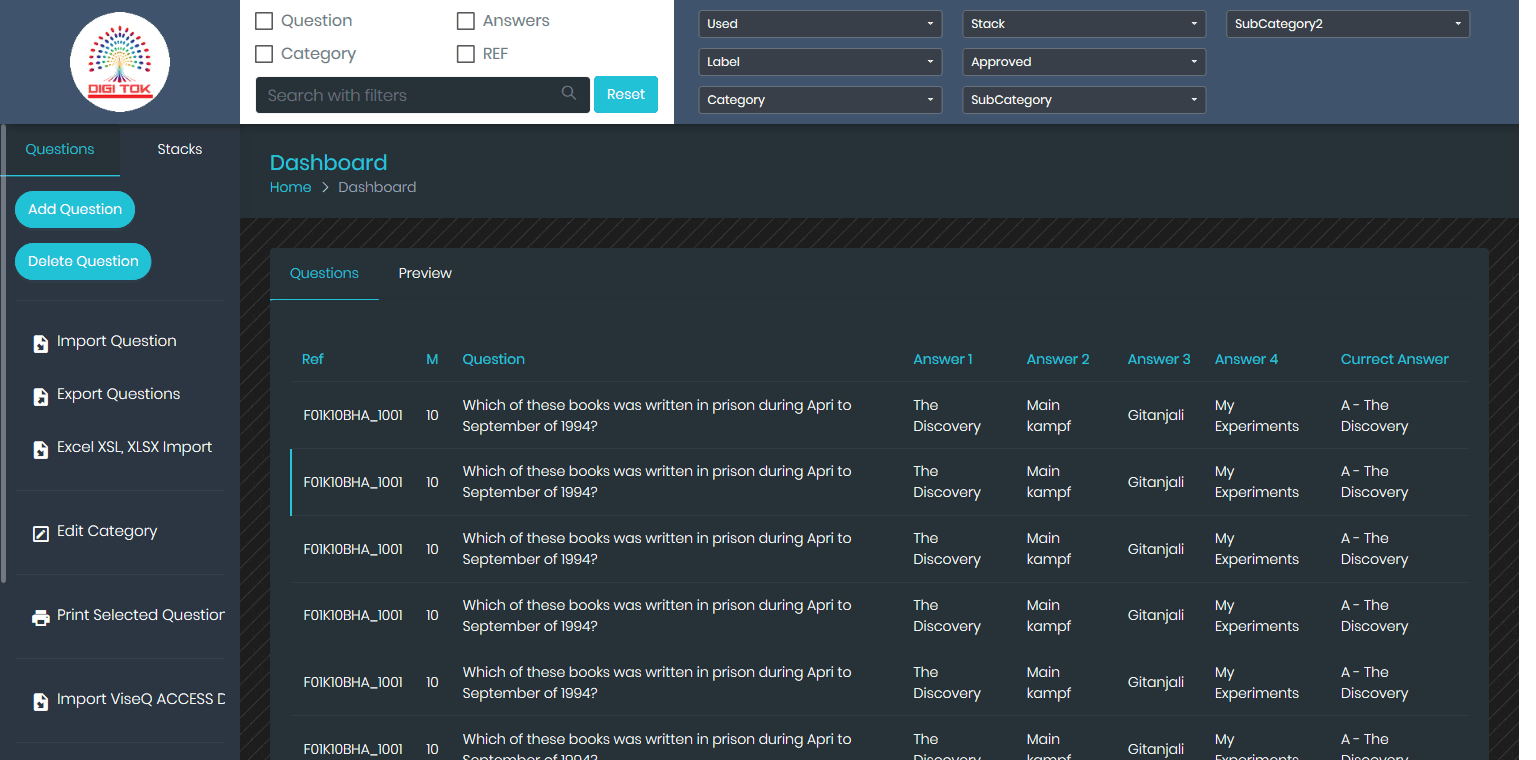 DIGI TOK
Question
Answers
Category
REF
Search with filters
Reset
Used
Stack
SubCategory2
Label
Approved
Category
SubCategory
Questions
Stacks
Add Question
Delete Question
Import Question
Export Questions
Excel XSL, XLSX Import
Edit Category
Print Selected Question
Import ViseQ ACCESS D
Dashboard
Home > Dashboard
Questions
Preview
Ref M Question Answer 1 Answer 2 Answer 3 Answer 4 Currect Answer
F01K10BHA_1001 10 Which of these books was written in prison during Apri to September of 1994? The Discovery Main kampf Gitanjali My Experiments A - The Discovery
F01K10BHA_1001 10 Which of these books was written in prison during Apri to September of 1994? The Discovery Main kampf Gitanjali My Experiments A - The Discovery
F01K10BHA_1001 10 Which of these books was written in prison during Apri to September of 1994? The Discovery Main kampf Gitanjali My Experiments A - The Discovery
F01K10BHA_1001 10 Which of these books was written in prison during Apri to September of 1994? The Discovery Main kampf Gitanjali My Experiments A - The Discovery
F01K10BHA_1001 10 Which of these books was written in prison during Apri to September of 1994? The Discovery Main kampf Gitanjali My Experiments A - The Discovery
F01K10BHA_1001 10 Which of these books was written in prison during Apri to September of 1994? The Discovery Main kampf Gitanjali My Experiments A - The Discovery